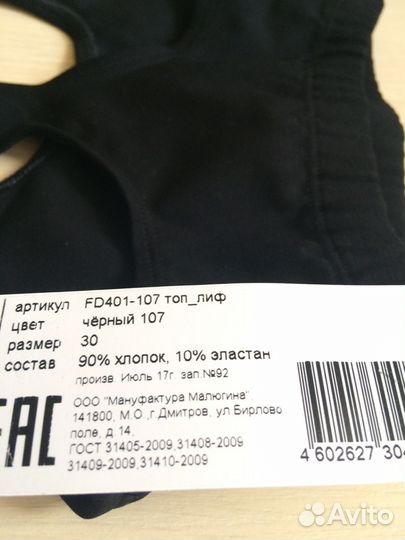 артикул FD401-107 топ_лиф
цвет чёрный 107
размер 30
состав 90% хлопок, 10% эластан
произв. Июль 17г. зап.№92
ООО "Мануфактура Малюгина"
141800, М.О.,г.Дмитров, ул.Бирлово
поле, д.14,
ГОСТ 31405-2009,31408-2009
31409-2009,31410-2009
EAC
4 602627 304
Avito